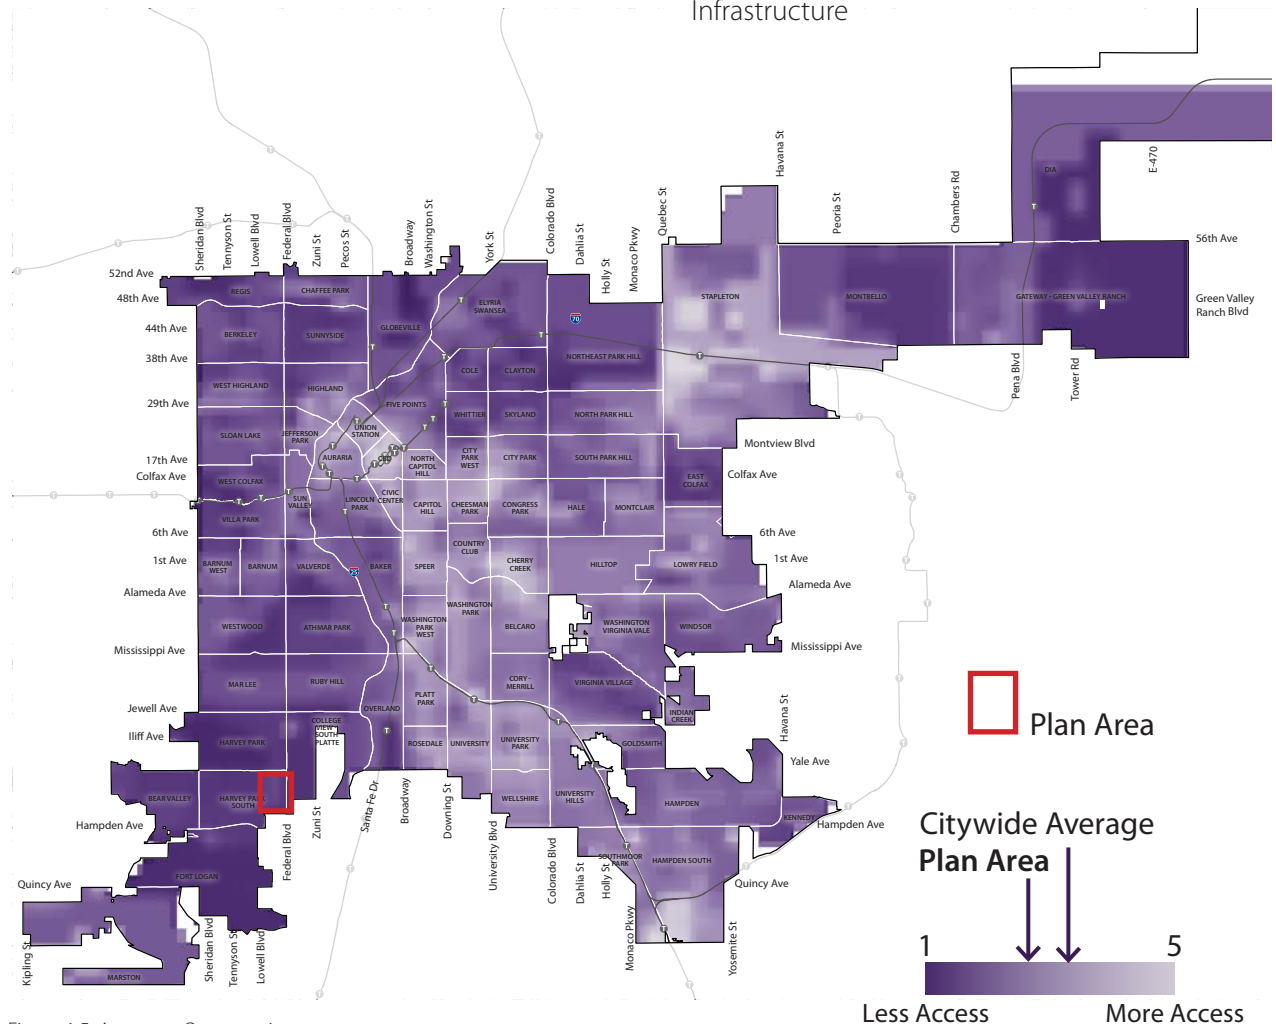 Infrastructure
Havana St
E-470
Peoria St
Chambers Rd
DIA
Sheridan Blvd
Tennyson St
Lowell Blvd
Federal Blvd
Zuni St
Pecos St
Broadway
Washington St
York St
Colorado Blvd
Dahlia St
Holly St
Monaco Pkwy
Quebec St
56th Ave
52nd Ave
REGIS
CHAFFEE PARK
48th Ave
ELYRIA
SWANSEA
STAPLETON
MONTBELLO
GATEWAY - GREEN VALLEY RANCH
Green Valley
Ranch Blvd
70
44th Ave
BERKELEY
SUNNYSIDE
GLOBEVILLE
38th Ave
NORTHEAST PARK HILL
COLE
CLAYTON
Pena Blvd
Tower Rd
WEST HIGHLAND
HIGHLAND
29th Ave
FIVE POINTS
WHITTIER
SKYLAND
NORTH PARK HILL
SLOAN LAKE
JEFFERSON
PARK
UNION
STATION
Montview Blvd
17th Ave
AURARIA
CBD
NORTH
CAPITOL
HILL
CITY
PARK
WEST
CITY PARK
SOUTH PARK HILL
Colfax Ave
WEST COLFAX
EAST
COLFAX
Colfax Ave
SUN
VALLEY
LINCOLN
PARK
CIVIC
CENTER
CAPITOL
HILL
CHEESMAN
PARK
CONGRESS
PARK
HALE
MONTCLAIR
VILLA PARK
6th Ave
6th Ave
COUNTRY
CLUB
1st Ave
BARNUM
WEST
BARNUM
VALVERDE
25
BAKER
SPEER
CHERRY
CREEK
HILLTOP
LOWRY FIELD
1st Ave
Alameda Ave
Alameda Ave
WASHINGTON
PARK
WESTWOOD
ATHMAR PARK
WASHINGTON
PARK
WEST
BELCARO
WASHINGTON
VIRGINIA VALE
WINDSOR
Mississippi Ave
Mississippi Ave
MAR LEE
RUBY HILL
CORY -
MERRILL
VIRGINIA VILLAGE
PLATT
PARK
Jewell Ave
OVERLAND
INDIAN
CREEK
Havana St
COLLEGE
VIEW
SOUTH
PLATTE
Plan Area
Iliff Ave
HARVEY PARK
ROSEDALE
UNIVERSITY
UNIVERSITY
PARK
GOLDSMITH
Yale Ave
BEAR VALLEY
HARVEY PARK
SOUTH
WELLSHIRE
UNIVERSITY
HILLS
HAMPDEN
KENNEDY
Hampden Ave
Hampden Ave
Zuni St
Santa Fe Dr
Broadway
Downing St
Federal Blvd
University Blvd
Colorado Blvd
Dahlia St
Holly St
SOUTHMOOR
PARK
HAMPDEN SOUTH
Citywide Average
Plan Area
FORT LOGAN
Quincy Ave
Quincy Ave
Kipling St
Sheridan Blvd
Tennyson St
Lowell Blvd
Monaco Pkwy
Yosemite St
MARSTON
1
5
Less Access
More Access